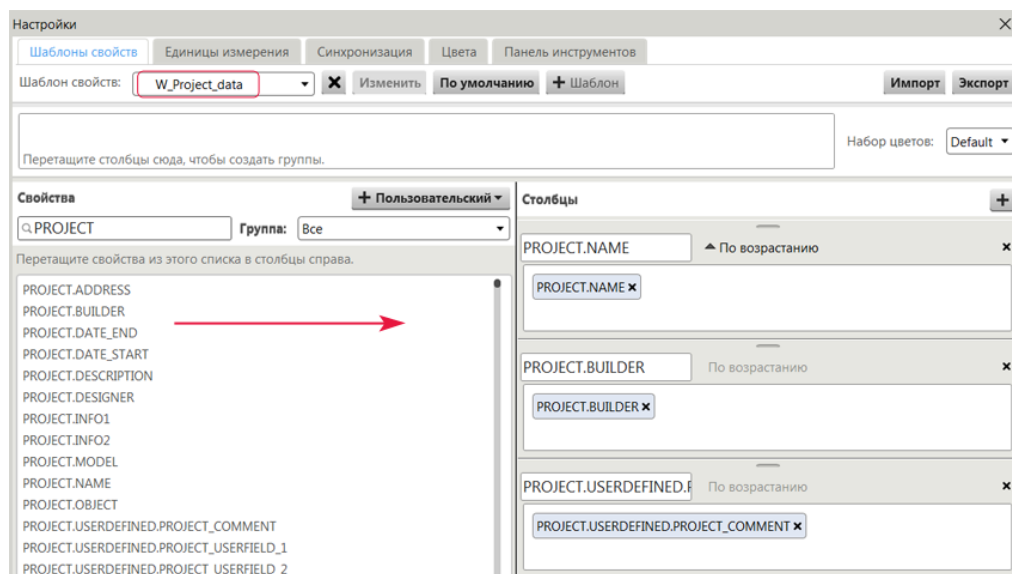 Настройки
Шаблоны свойств Единицы измерения Синхронизация Цвета Панель инструментов
Шаблон свойств: W_Project_data Изменить По умолчанию + Шаблон Импорт Экспорт
Перетащите столбцы сюда, чтобы создать группы.
Набор цветов: Default
Свойства + Пользовательский
PROJECT Группа: Все
Перетащите свойства из этого списка в столбцы справа.
PROJECT.ADDRESS
PROJECT.BUILDER
PROJECT.DATE_END
PROJECT.DATE_START
PROJECT.DESCRIPTION
PROJECT.DESIGNER
PROJECT.INFO1
PROJECT.INFO2
PROJECT.MODEL
PROJECT.NAME
PROJECT.OBJECT
PROJECT.USERDEFINED.PROJECT_COMMENT
PROJECT.USERDEFINED.PROJECT_USERFIELD_1
PROJECT.USERDEFINED.PROJECT_USERFIELD_2
Столбцы +
PROJECT.NAME По возрастанию
PROJECT.NAME
PROJECT.BUILDER По возрастанию
PROJECT.BUILDER
PROJECT.USERDEFINED.F По возрастанию
PROJECT.USERDEFINED.PROJECT_COMMENT